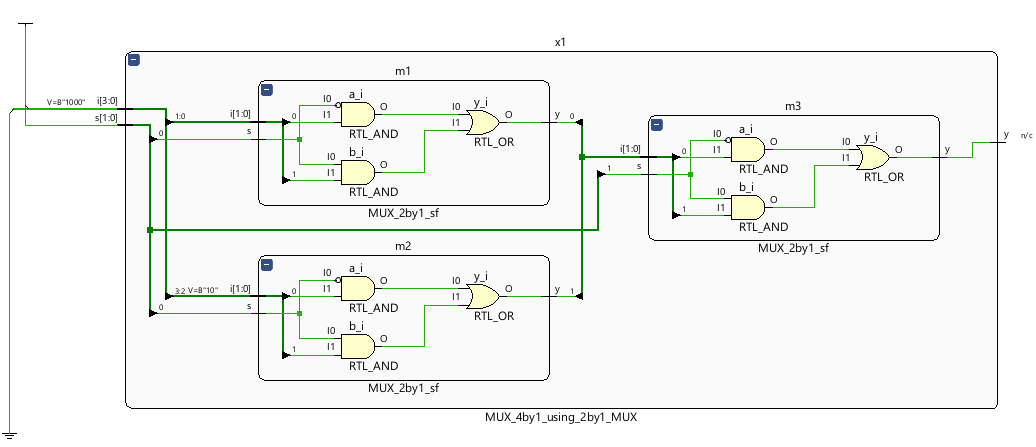 x1
V=B"1000" i[3:0]
s[1:0]
m1
1:0 i[1:0]
0 s
0
1
I0 a_i O
I1
RTL_AND
I0 b_i O
I1
RTL_AND
I0 y_i O
I1
RTL_OR
y 0
MUX_2by1_sf
m2
3:2 V=B"10" i[1:0]
0 s
0
1
I0 a_i O
I1
RTL_AND
I0 b_i O
I1
RTL_AND
I0 y_i O
I1
RTL_OR
y 1
MUX_2by1_sf
m3
i[1:0]
1 s
0
1
I0 a_i O
I1
RTL_AND
I0 b_i O
I1
RTL_AND
I0 y_i O
I1
RTL_OR
y
MUX_2by1_sf
y n/c
MUX_4by1_using_2by1_MUX